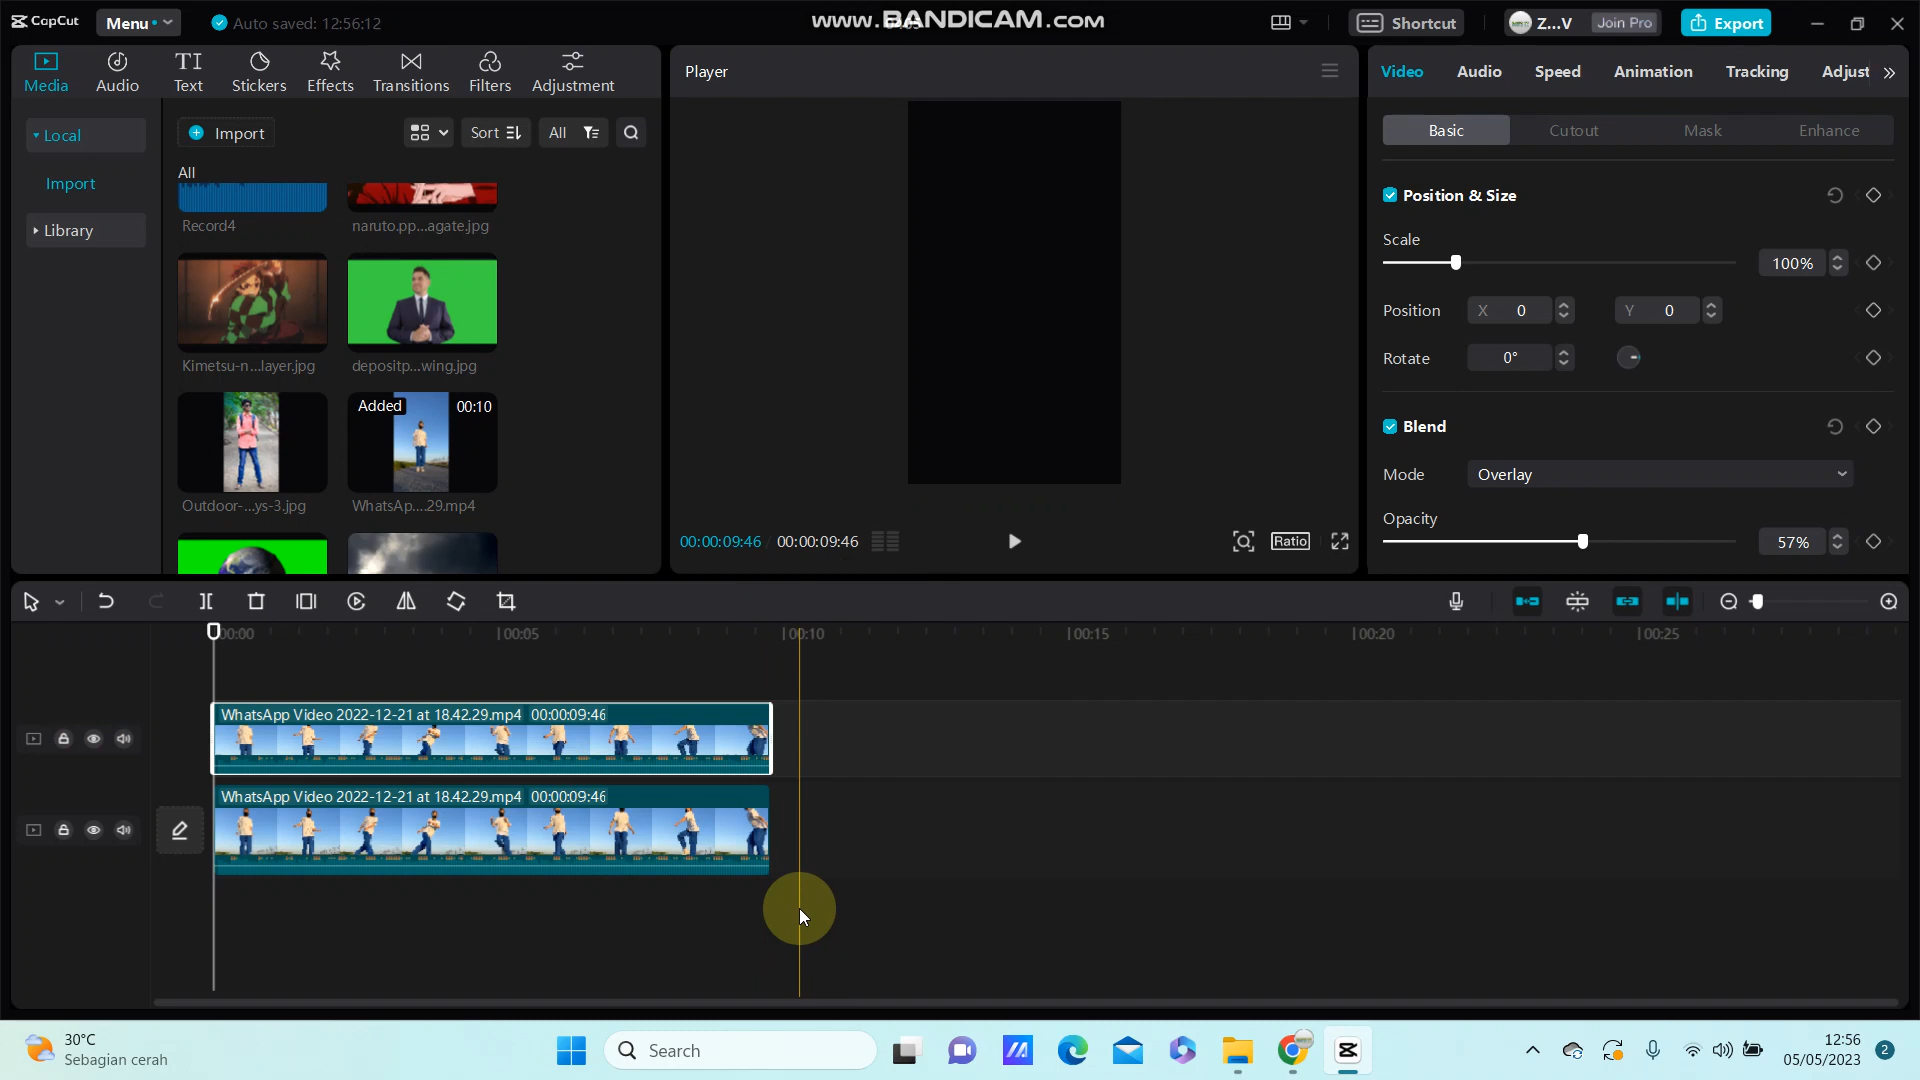 CapCut
Menu
Auto saved: 12:56:12
www.BANDICAM.com
Shortcut
Z...V
Join Pro
Export
Media
Audio
Text
Stickers
Effects
Transitions
Filters
Adjustment
Local
Import
Library
Import
Sort
All
All
Record4
naruto.pp...agate.jpg
Kimetsu-n...layer.jpg
depositp...wing.jpg
Added
00:10
Outdoor-...ys-3.jpg
WhatsAp....29.mp4
Player
00:00:09:46 / 00:00:09:46
Ratio
Video
Audio
Speed
Animation
Tracking
Adjust
Basic
Cutout
Mask
Enhance
Position & Size
Scale
100%
Position
X 0
Y 0
Rotate
0°
Blend
Mode
Overlay
Opacity
57%
00:00
00:05
00:10
00:15
00:20
00:25
WhatsApp Video 2022-12-21 at 18.42.29.mp4 00:00:09:46
WhatsApp Video 2022-12-21 at 18.42.29.mp4 00:00:09:46
30°C
Sebagian cerah
Search
12:56
05/05/2023
2